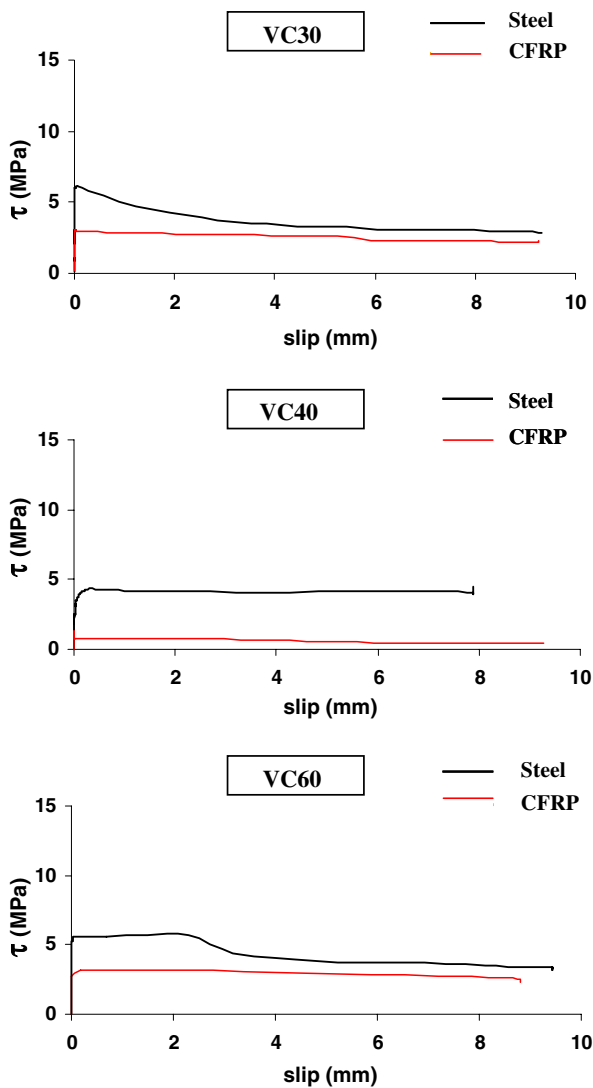 VC30
Steel
CFRP
15
10
5
0
τ (MPa)
0 2 4 6 8 10
slip (mm)
VC40
Steel
CFRP
15
10
5
0
τ (MPa)
0 2 4 6 8 10
slip (mm)
VC60
Steel
CFRP
15
10
5
0
τ (MPa)
0 2 4 6 8 10
slip (mm)